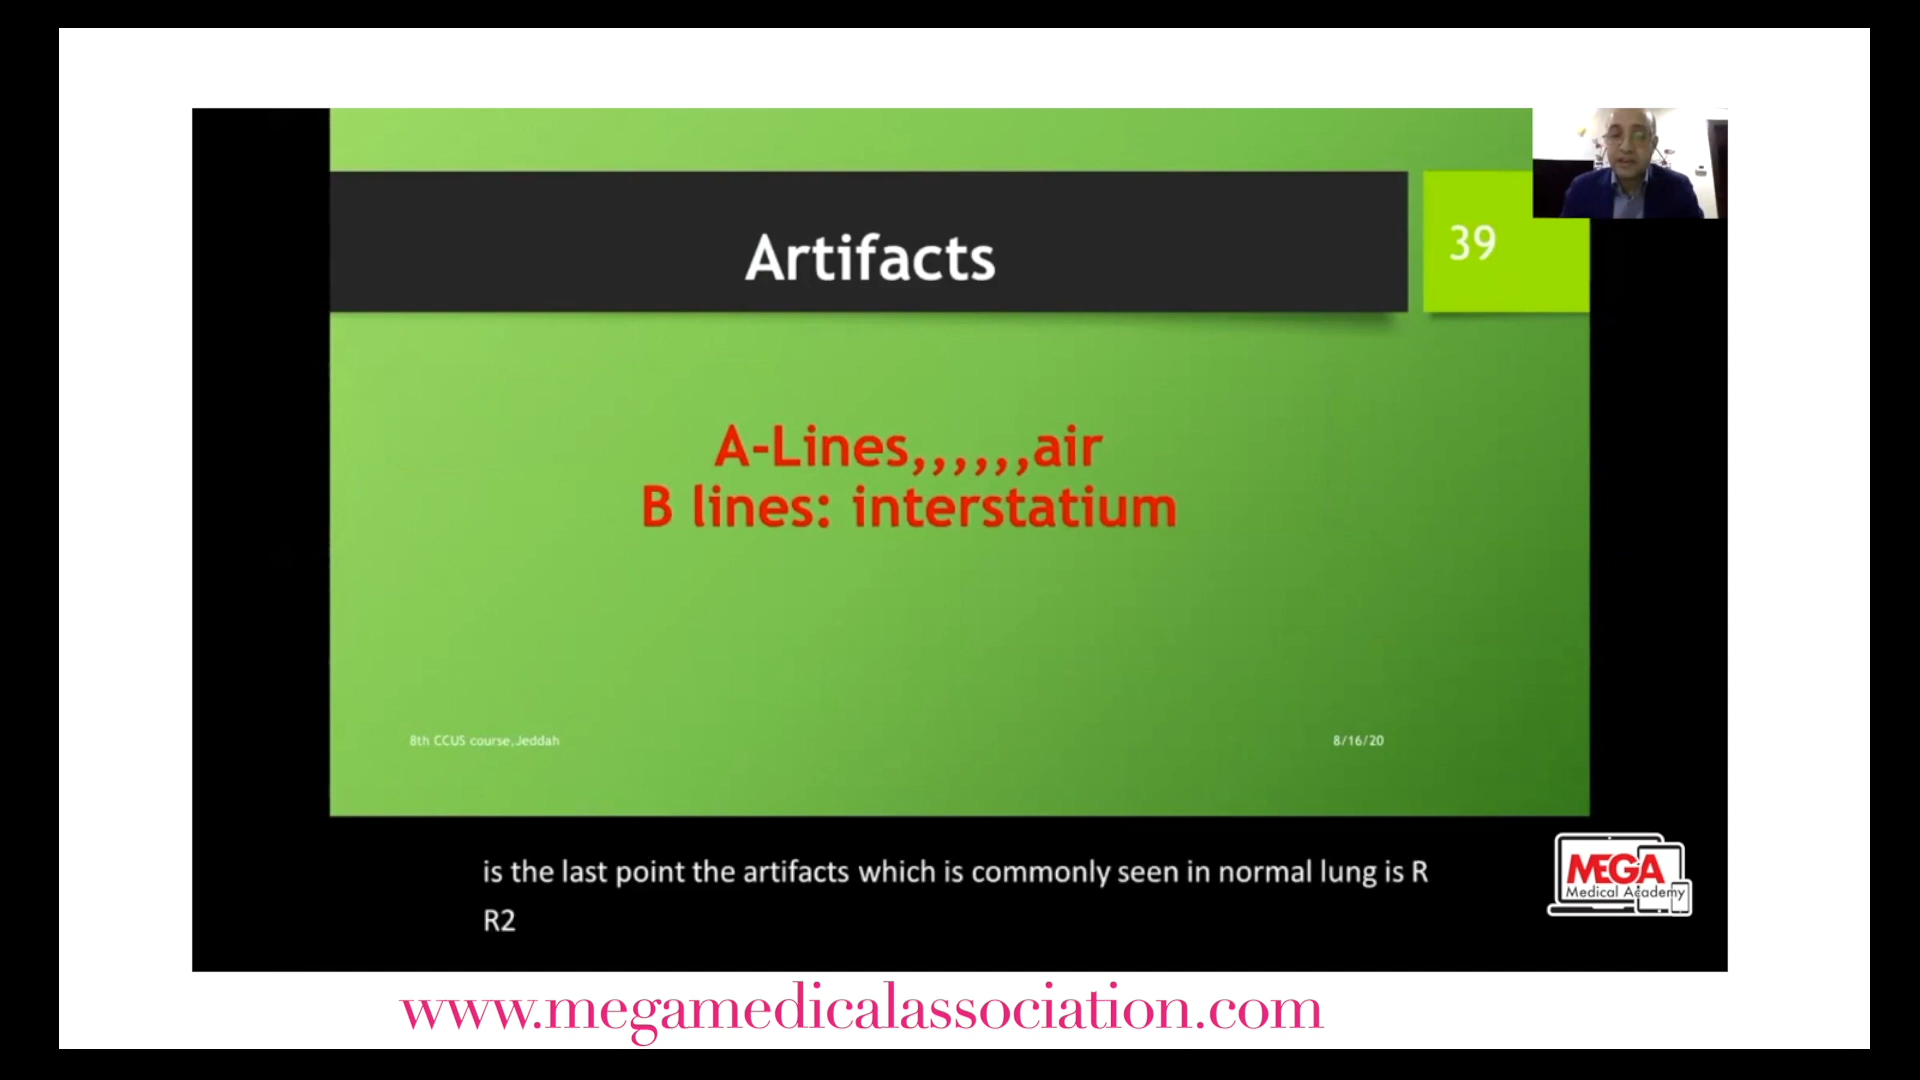 Artifacts
39
A-Lines,,,,,,air
B lines: interstatium
8th CCUS course,Jeddah
8/16/20
is the last point the artifacts which is commonly seen in normal lung is R
R2
MEGA
Medical Academy
www.megamedicalassociation.com